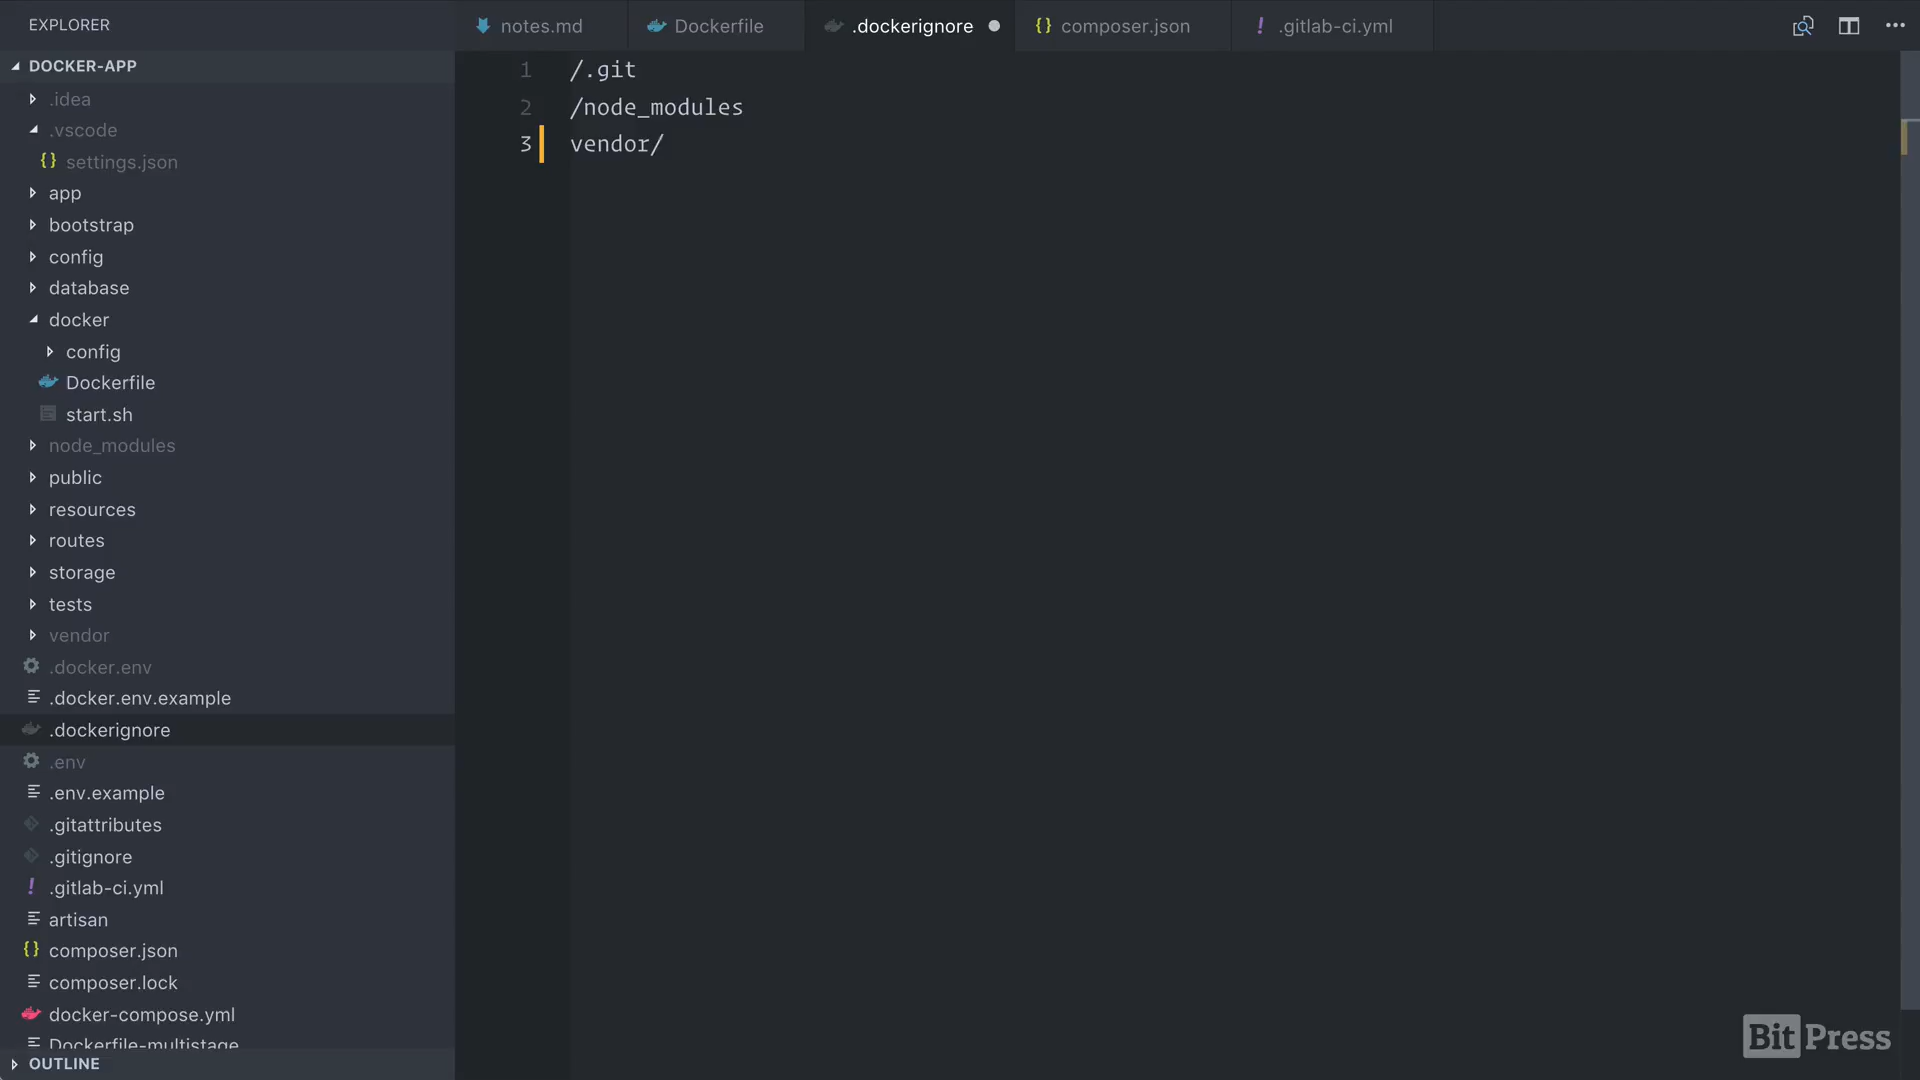 EXPLORER
notes.md
Dockerfile
.dockerignore
composer.json
! .gitlab-ci.yml
DOCKER-APP
.idea
.vscode
{} settings.json
app
bootstrap
config
database
docker
config
Dockerfile
start.sh
node_modules
public
resources
routes
storage
tests
vendor
.docker.env
.docker.env.example
.dockerignore
.env
.env.example
.gitattributes
.gitignore
! .gitlab-ci.yml
artisan
{} composer.json
composer.lock
docker-compose.yml
Dockerfile-multistage
OUTLINE
1 /.git
2 /node_modules
3 vendor/
BitPress